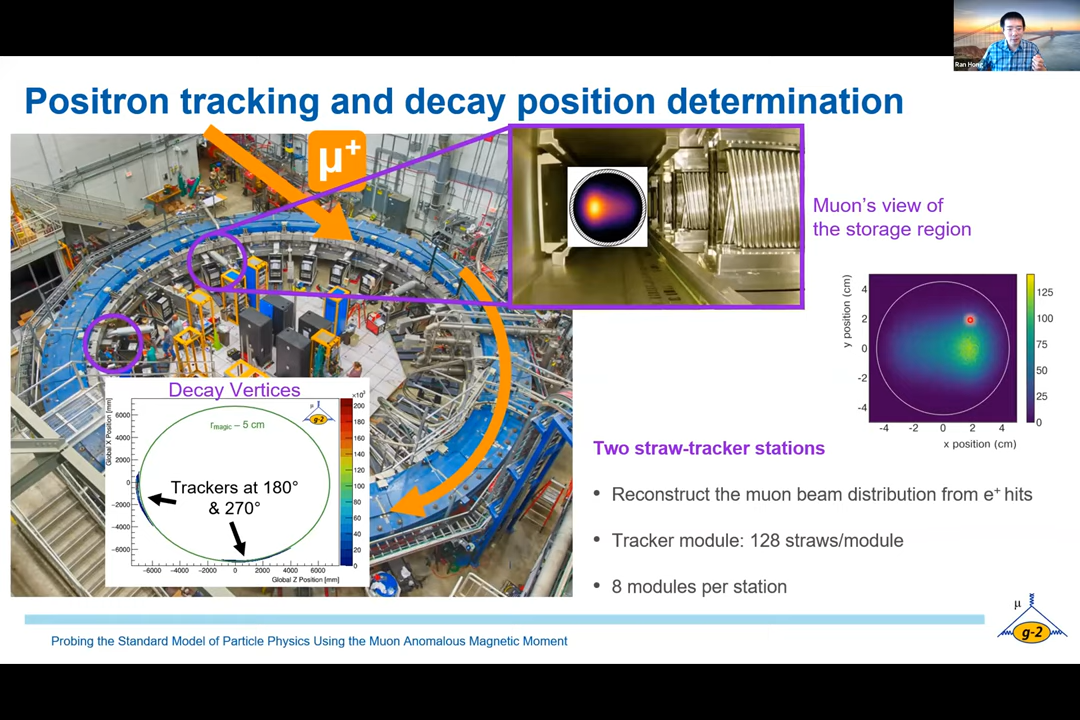 Ran Hong
Positron tracking and decay position determination
μ⁺
Muon's view of
the storage region
Decay Vertices
Global X Position [mm]
6000
4000
2000
0
−2000
−4000
−6000
r_magic – 5 cm
μ
g-2
Trackers at 180°
& 270°
−6000 −4000 −2000 0 2000 4000 6000
Global Z Position [mm]
×10³
200
180
160
140
120
100
80
60
40
20
0
y position (cm)
4
2
0
-2
-4
-4 -2 0 2 4
x position (cm)
125
100
75
50
25
0
Two straw-tracker stations
• Reconstruct the muon beam distribution from e⁺ hits
• Tracker module: 128 straws/module
• 8 modules per station
μ
g-2
Probing the Standard Model of Particle Physics Using the Muon Anomalous Magnetic Moment